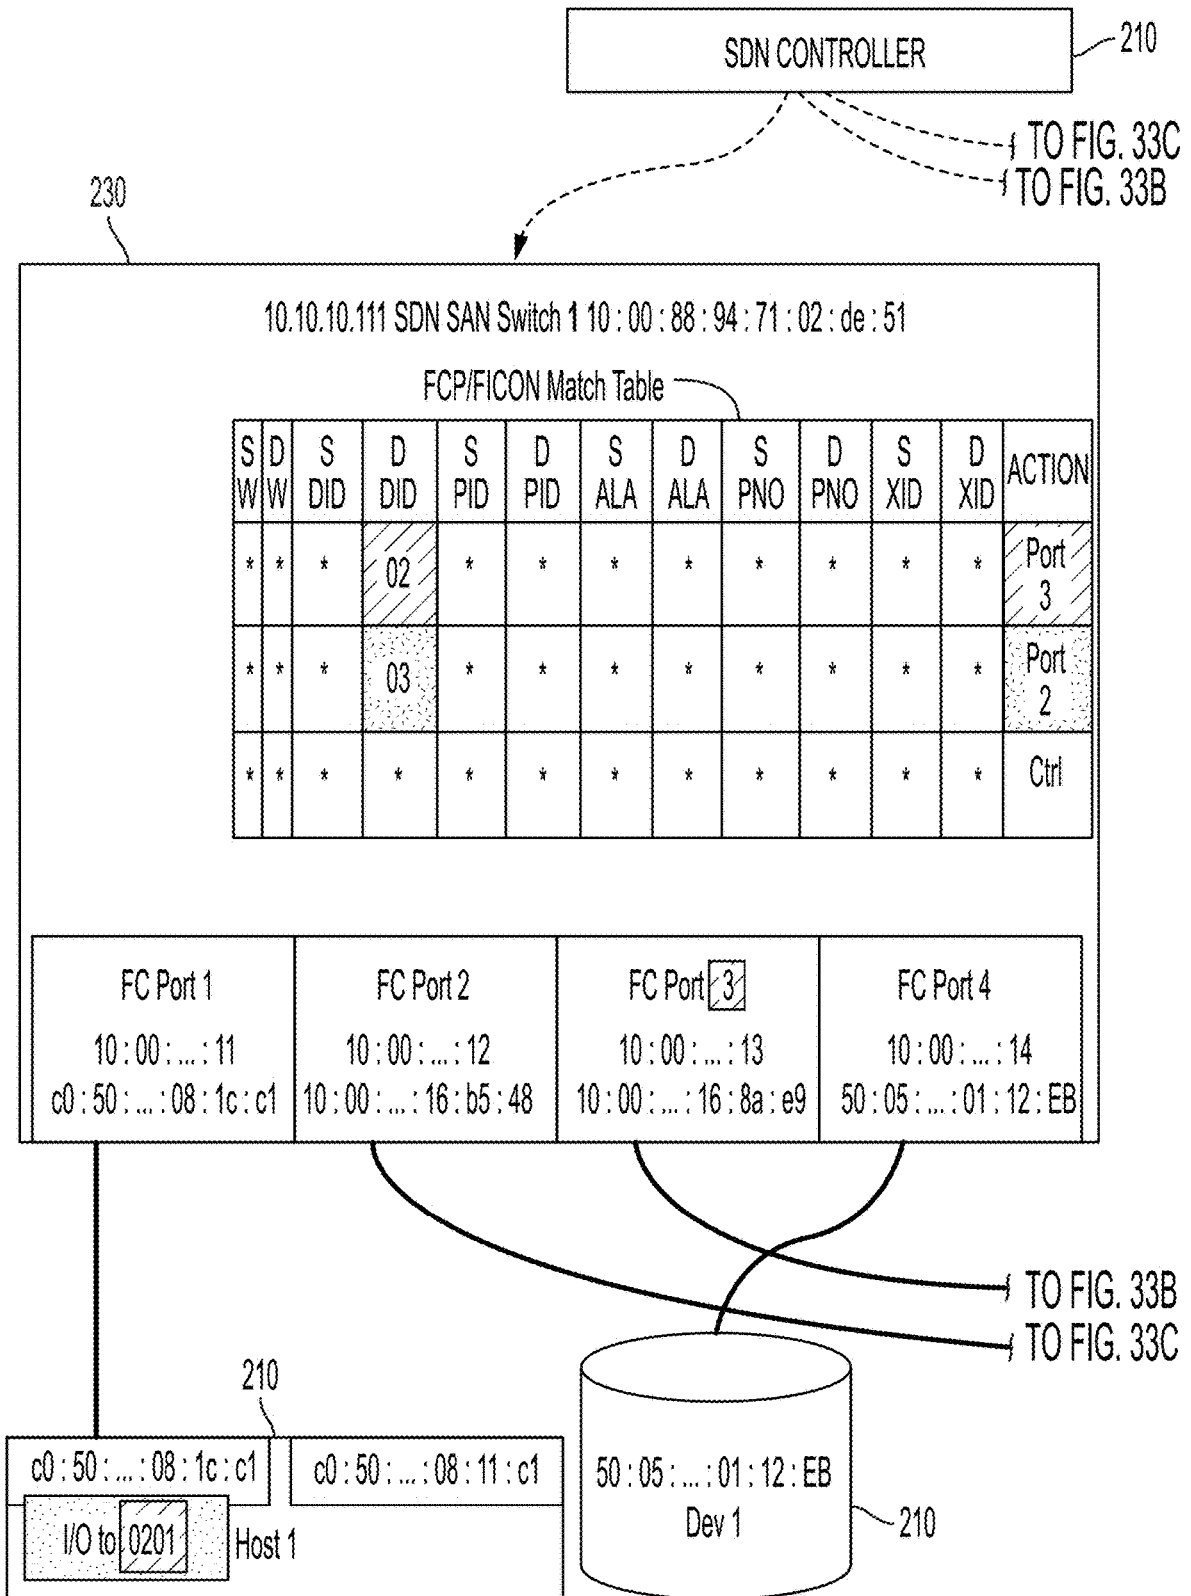 SDN CONTROLLER
210
TO FIG. 33C
TO FIG. 33B
230
10.10.10.111 SDN SAN Switch 1 10 : 00 : 88 : 94 : 71 : 02 : de : 51
FCP/FICON Match Table
S W D W S DID D DID S PID D PID S ALA D ALA S PNO D PNO S XID D XID ACTION
* * * 02 * * * * * * * * Port 3
* * * 03 * * * * * * * * Port 2
* * * * * * * * * * * * Ctrl
FC Port 1 FC Port 2 FC Port 3 FC Port 4
10 : 00 : ... : 11 10 : 00 : ... : 12 10 : 00 : ... : 13 10 : 00 : ... : 14
c0 : 50 : ... : 08 : 1c : c1 10 : 00 : ... : 16 : b5 : 48 10 : 00 : ... : 16 : 8a : e9 50 : 05 : ... : 01 : 12 : EB
TO FIG. 33B
TO FIG. 33C
210
c0 : 50 : ... : 08 : 1c : c1 c0 : 50 : ... : 08 : 11 : c1
I/O to 0201 Host 1
50 : 05 : ... : 01 : 12 : EB
Dev 1
210